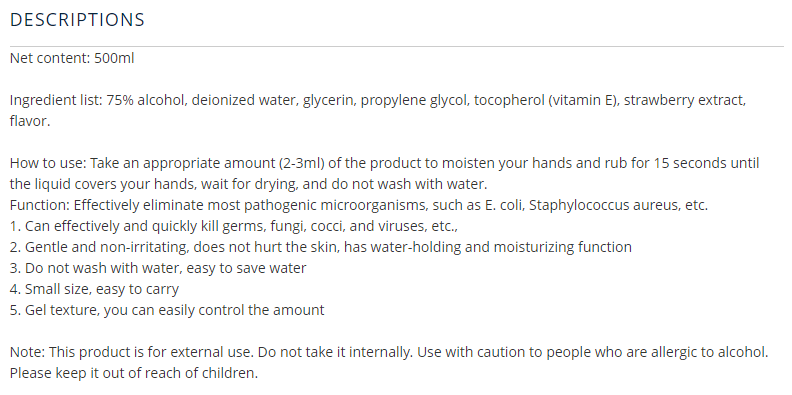 DESCRIPTIONS
Net content: 500ml
Ingredient list: 75% alcohol, deionized water, glycerin, propylene glycol, tocopherol (vitamin E), strawberry extract,
flavor.
How to use: Take an appropriate amount (2-3ml) of the product to moisten your hands and rub for 15 seconds until
the liquid covers your hands, wait for drying, and do not wash with water.
Function: Effectively eliminate most pathogenic microorganisms, such as E. coli, Staphylococcus aureus, etc.
1. Can effectively and quickly kill germs, fungi, cocci, and viruses, etc.,
2. Gentle and non-irritating, does not hurt the skin, has water-holding and moisturizing function
3. Do not wash with water, easy to save water
4. Small size, easy to carry
5. Gel texture, you can easily control the amount
Note: This product is for external use. Do not take it internally. Use with caution to people who are allergic to alcohol.
Please keep it out of reach of children.